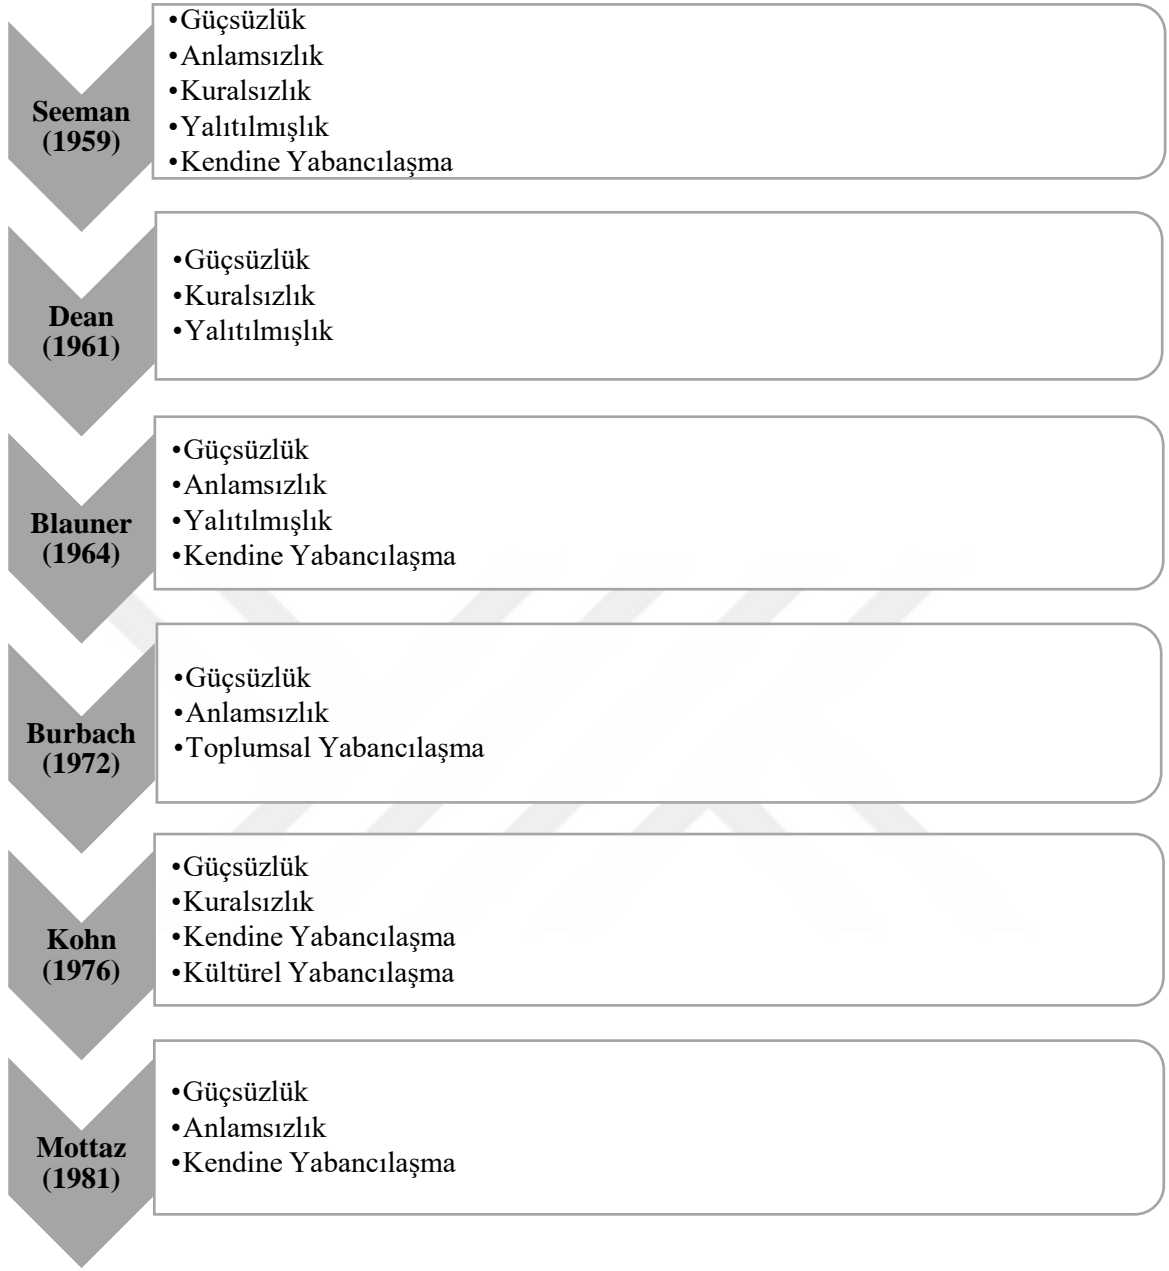 Seeman
(1959)
•Güçsüzlük
•Anlamsızlık
•Kuralsızlık
•Yalıtılmışlık
•Kendine Yabancılaşma
Dean
(1961)
•Güçsüzlük
•Kuralsızlık
•Yalıtılmışlık
Blauner
(1964)
•Güçsüzlük
•Anlamsızlık
•Yalıtılmışlık
•Kendine Yabancılaşma
Burbach
(1972)
•Güçsüzlük
•Anlamsızlık
•Toplumsal Yabancılaşma
Kohn
(1976)
•Güçsüzlük
•Kuralsızlık
•Kendine Yabancılaşma
•Kültürel Yabancılaşma
Mottaz
(1981)
•Güçsüzlük
•Anlamsızlık
•Kendine Yabancılaşma